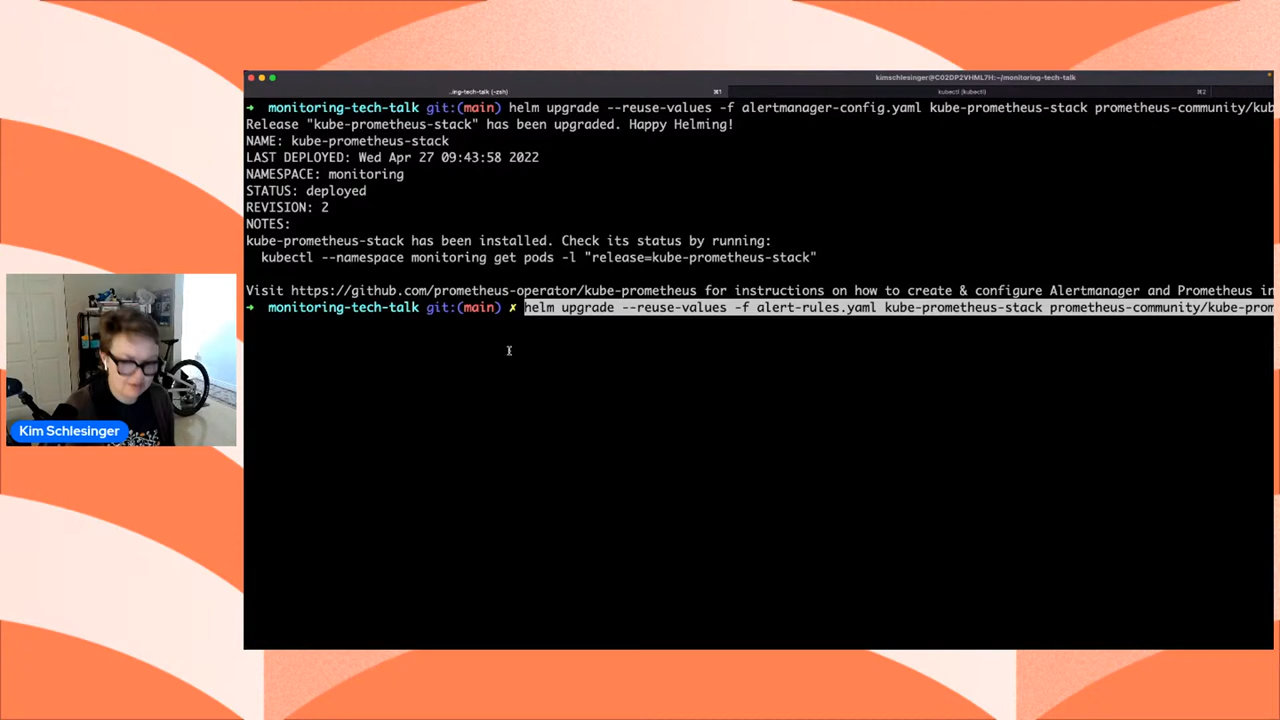 kimschlesinger@C02DP2VHML7H:~/monitoring-tech-talk
..ing-tech-talk (-zsh) ⌘1 kubectl (kubectl) ⌘2
➜ monitoring-tech-talk git:(main) helm upgrade --reuse-values -f alertmanager-config.yaml kube-prometheus-stack prometheus-community/kub
Release "kube-prometheus-stack" has been upgraded. Happy Helming!
NAME: kube-prometheus-stack
LAST DEPLOYED: Wed Apr 27 09:43:58 2022
NAMESPACE: monitoring
STATUS: deployed
REVISION: 2
NOTES:
kube-prometheus-stack has been installed. Check its status by running:
kubectl --namespace monitoring get pods -l "release=kube-prometheus-stack"
Visit https://github.com/prometheus-operator/kube-prometheus for instructions on how to create & configure Alertmanager and Prometheus in
➜ monitoring-tech-talk git:(main) ✗ helm upgrade --reuse-values -f alert-rules.yaml kube-prometheus-stack prometheus-community/kube-prom
Kim Schlesinger